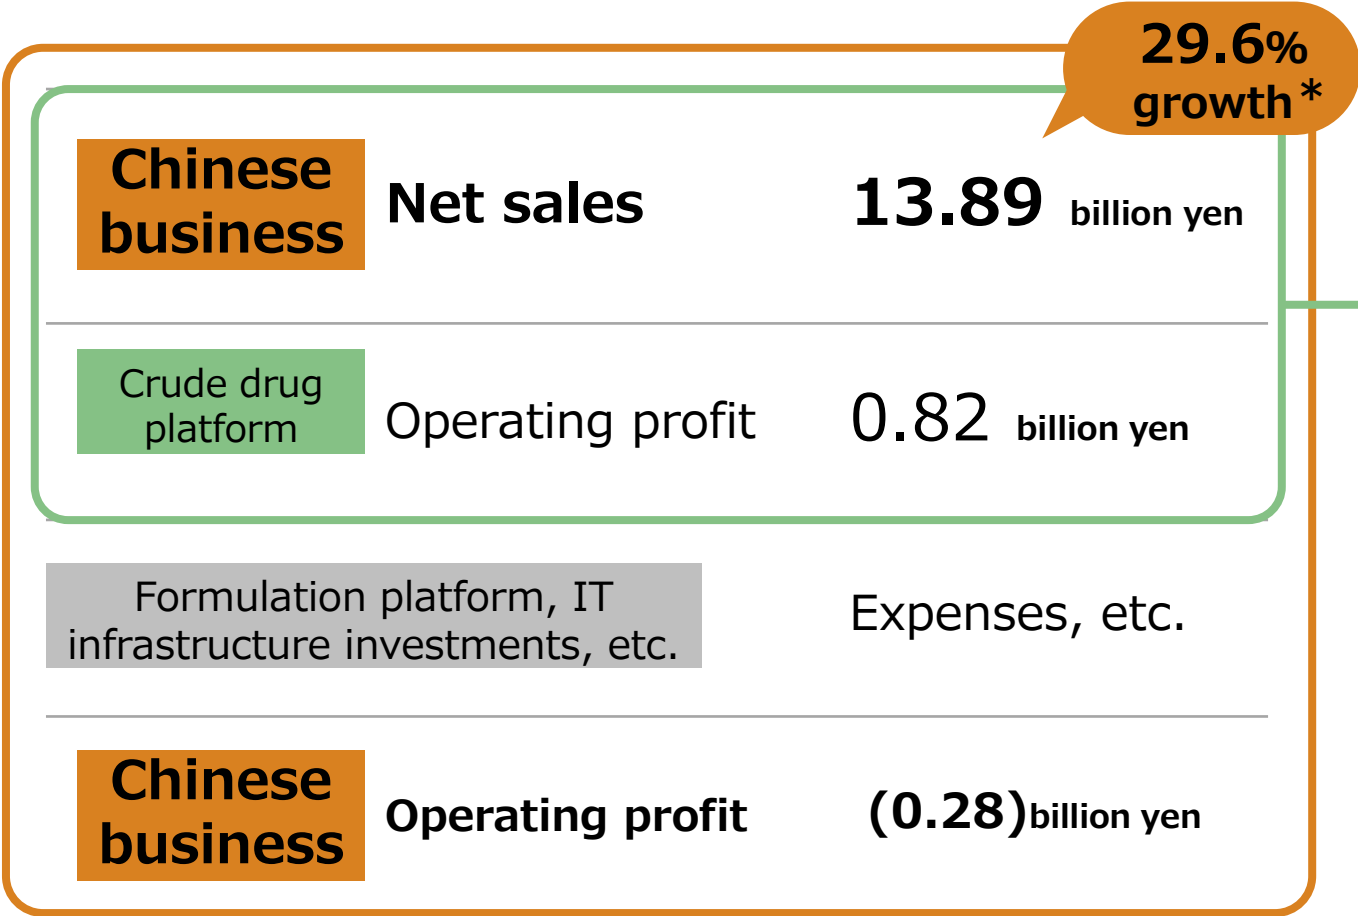 29.6%
growth*
Chinese
business
Net sales
13.89 billion yen
Crude drug
platform
Operating profit
0.82 billion yen
Formulation platform, IT
infrastructure investments, etc.
Expenses, etc.
Chinese
business
Operating profit
(0.28)billion yen